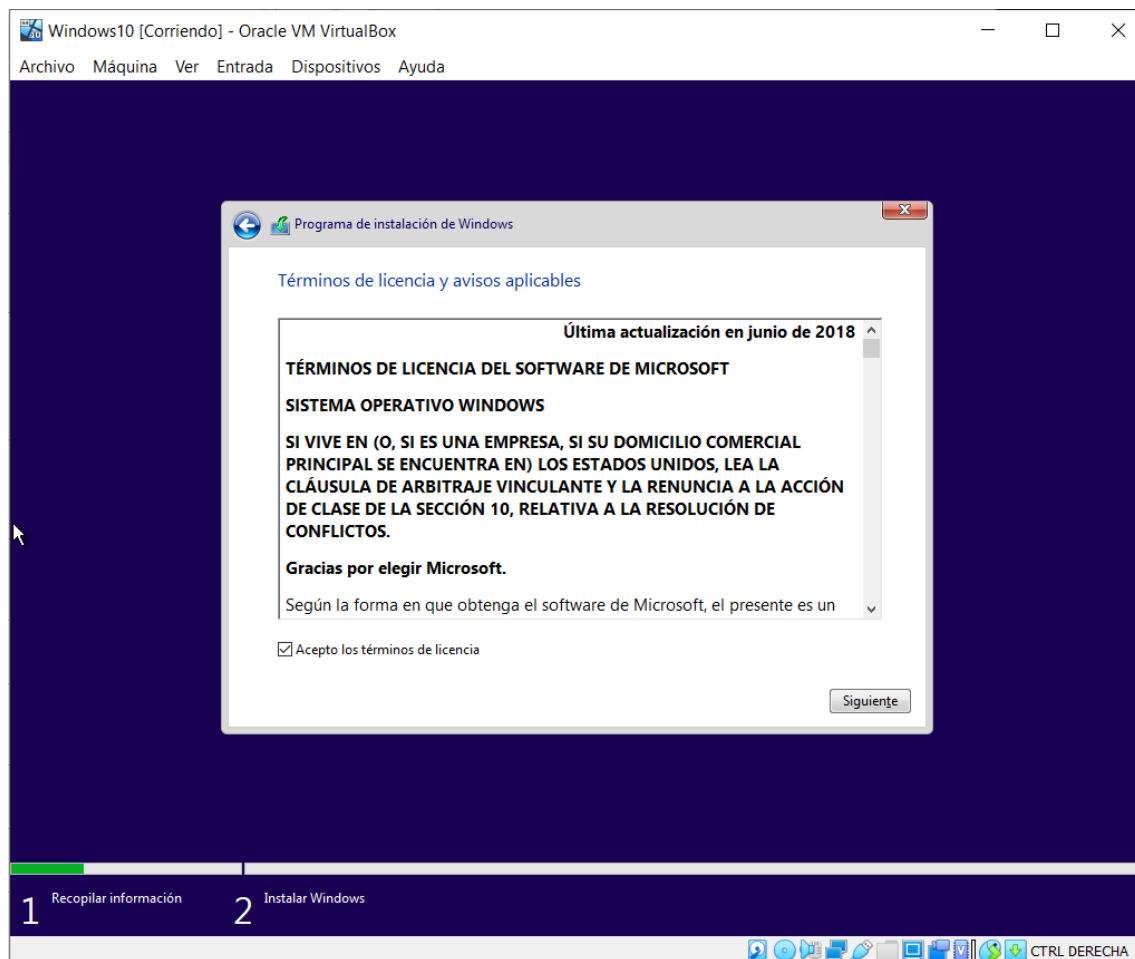 Windows10 [Corriendo] - Oracle VM VirtualBox
Archivo Máquina Ver Entrada Dispositivos Ayuda
Programa de instalación de Windows
Términos de licencia y avisos aplicables
Última actualización en junio de 2018
TÉRMINOS DE LICENCIA DEL SOFTWARE DE MICROSOFT
SISTEMA OPERATIVO WINDOWS
SI VIVE EN (O, SI ES UNA EMPRESA, SI SU DOMICILIO COMERCIAL
PRINCIPAL SE ENCUENTRA EN) LOS ESTADOS UNIDOS, LEA LA
CLÁUSULA DE ARBITRAJE VINCULANTE Y LA RENUNCIA A LA ACCIÓN
DE CLASE DE LA SECCIÓN 10, RELATIVA A LA RESOLUCIÓN DE
CONFLICTOS.
Gracias por elegir Microsoft.
Según la forma en que obtenga el software de Microsoft, el presente es un
Acepto los términos de licencia
Siguiente
1 Recopilar información 2 Instalar Windows
CTRL DERECHA